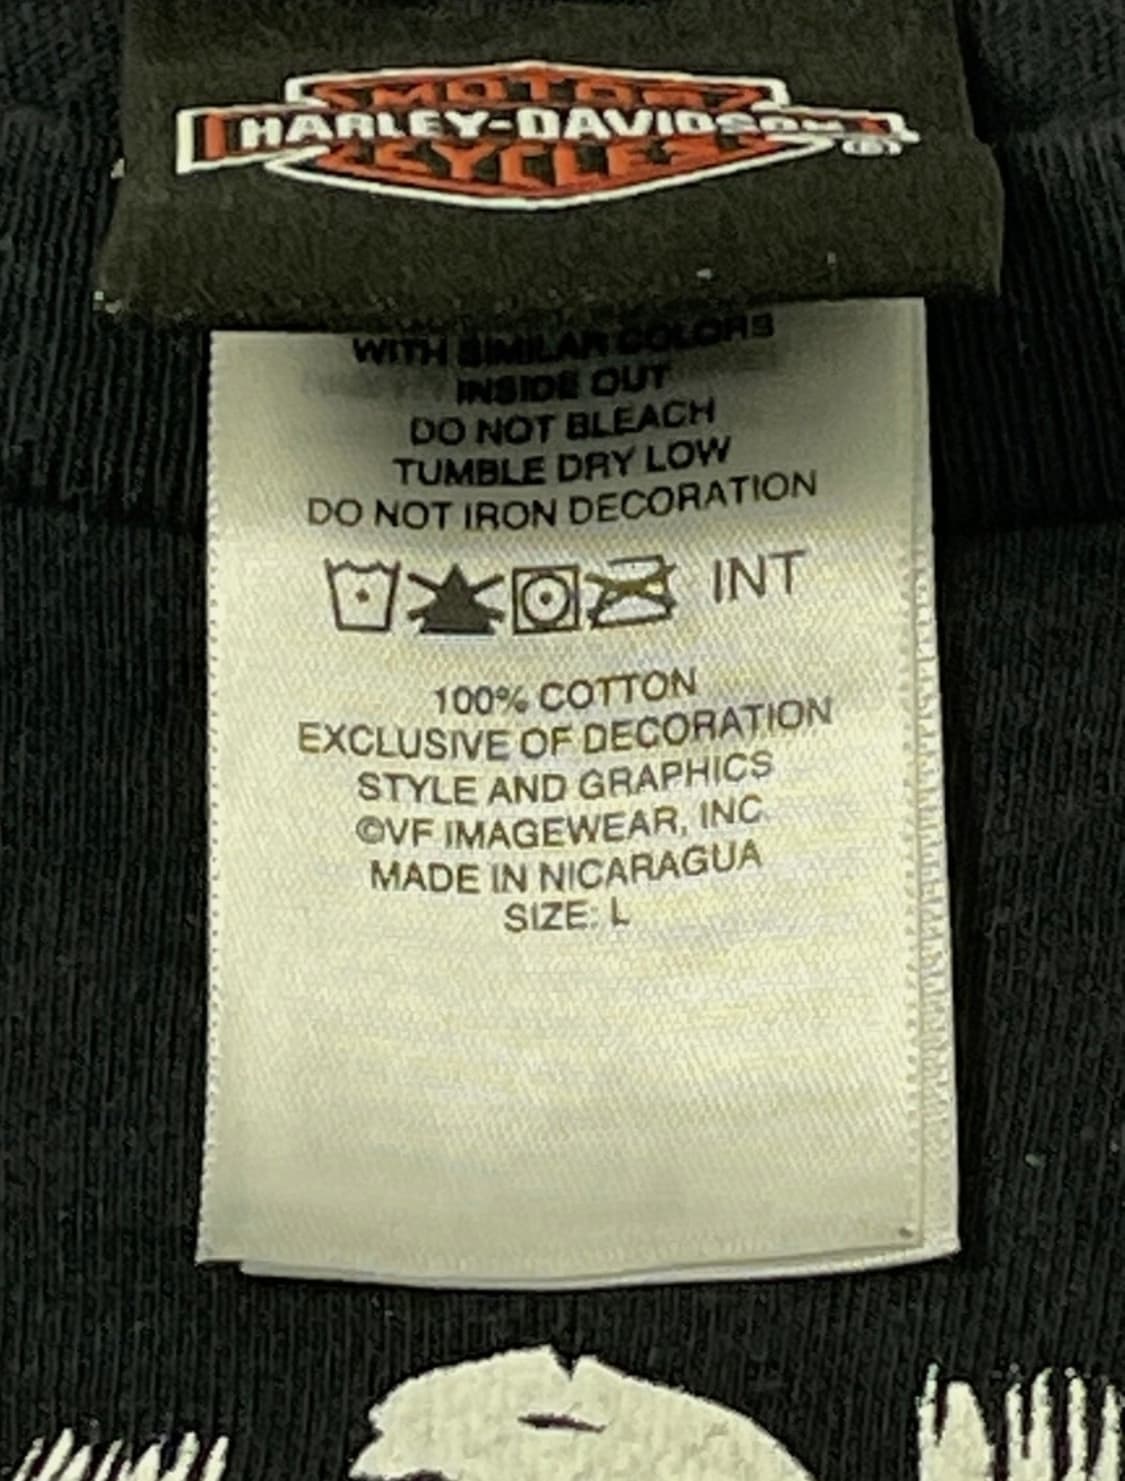 MOTOR
HARLEY-DAVIDSON
CYCLES
®
WITH SIMILAR COLORS
INSIDE OUT
DO NOT BLEACH
TUMBLE DRY LOW
DO NOT IRON DECORATION
INT
100% COTTON
EXCLUSIVE OF DECORATION
STYLE AND GRAPHICS
©VF IMAGEWEAR, INC.
MADE IN NICARAGUA
SIZE: L